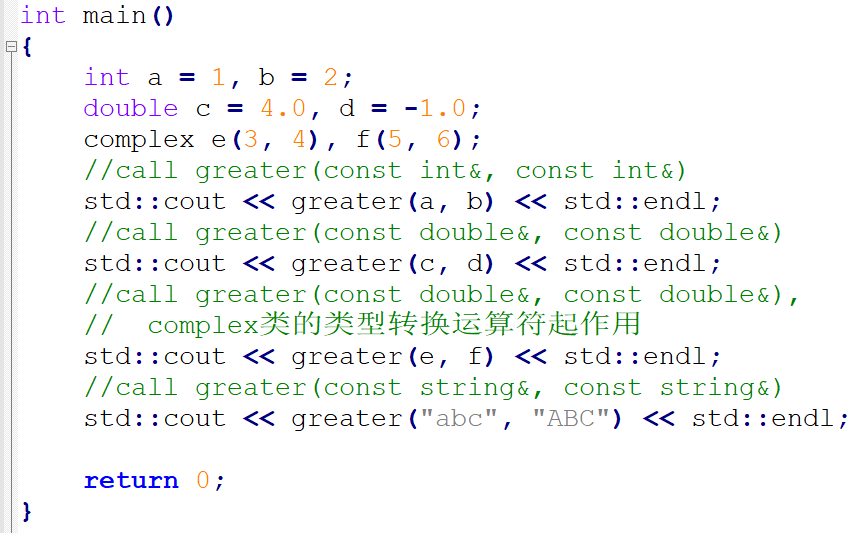 int main()
{
    int a = 1, b = 2;
    double c = 4.0, d = -1.0;
    complex e(3, 4), f(5, 6);
    //call greater(const int&, const int&)
    std::cout << greater(a, b) << std::endl;
    //call greater(const double&, const double&)
    std::cout << greater(c, d) << std::endl;
    //call greater(const double&, const double&),
    //  complex类的类型转换运算符起作用
    std::cout << greater(e, f) << std::endl;
    //call greater(const string&, const string&)
    std::cout << greater("abc", "ABC") << std::endl;
    return 0;
}